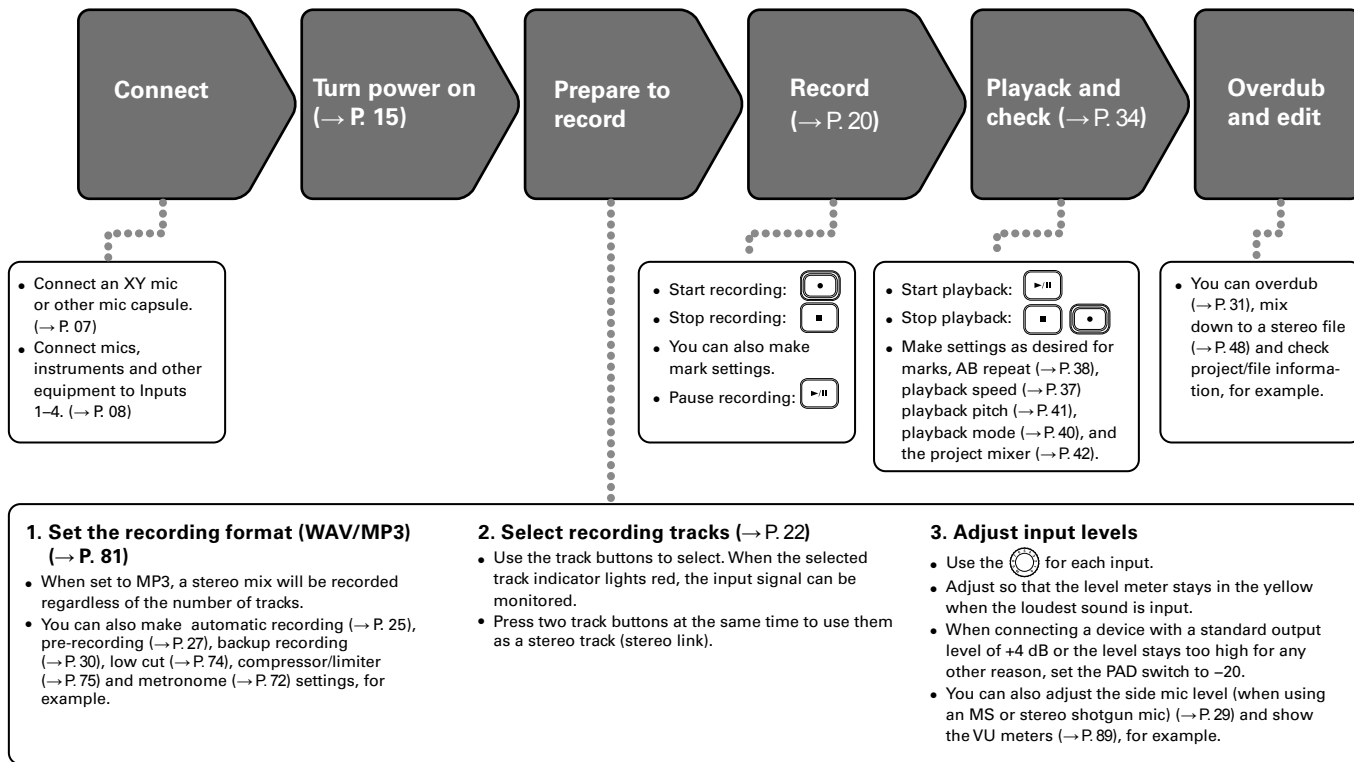 Connect
Turn power on
(→ P. 15)
Prepare to
record
Record
(→ P. 20)
Playack and
check (→ P. 34)
Overdub
and edit
• Connect an XY mic
or other mic capsule.
(→ P. 07)
• Connect mics,
instruments and other
equipment to Inputs
1–4. (→ P. 08)
• Start recording:
• Stop recording:
• You can also make
mark settings.
• Pause recording:
• Start playback:
• Stop playback:
• Make settings as desired for
marks, AB repeat (→ P. 38),
playback speed (→ P. 37)
playback pitch (→ P. 41),
playback mode (→ P. 40), and
the project mixer (→ P. 42).
• You can overdub
(→ P. 31), mix
down to a stereo file
(→ P. 48) and check
project/file informa-
tion, for example.
1. Set the recording format (WAV/MP3)
(→ P. 81)
• When set to MP3, a stereo mix will be recorded
regardless of the number of tracks.
• You can also make automatic recording (→ P. 25),
pre-recording (→ P. 27), backup recording
(→ P. 30), low cut (→ P. 74), compressor/limiter
(→ P. 75) and metronome (→ P. 72) settings, for
example.
2. Select recording tracks (→ P. 22)
• Use the track buttons to select. When the selected
track indicator lights red, the input signal can be
monitored.
• Press two track buttons at the same time to use them
as a stereo track (stereo link).
3. Adjust input levels
• Use the for each input.
• Adjust so that the level meter stays in the yellow
when the loudest sound is input.
• When connecting a device with a standard output
level of +4 dB or the level stays too high for any
other reason, set the PAD switch to −20.
• You can also adjust the side mic level (when using
an MS or stereo shotgun mic) (→ P. 29) and show
the VU meters (→ P. 89), for example.